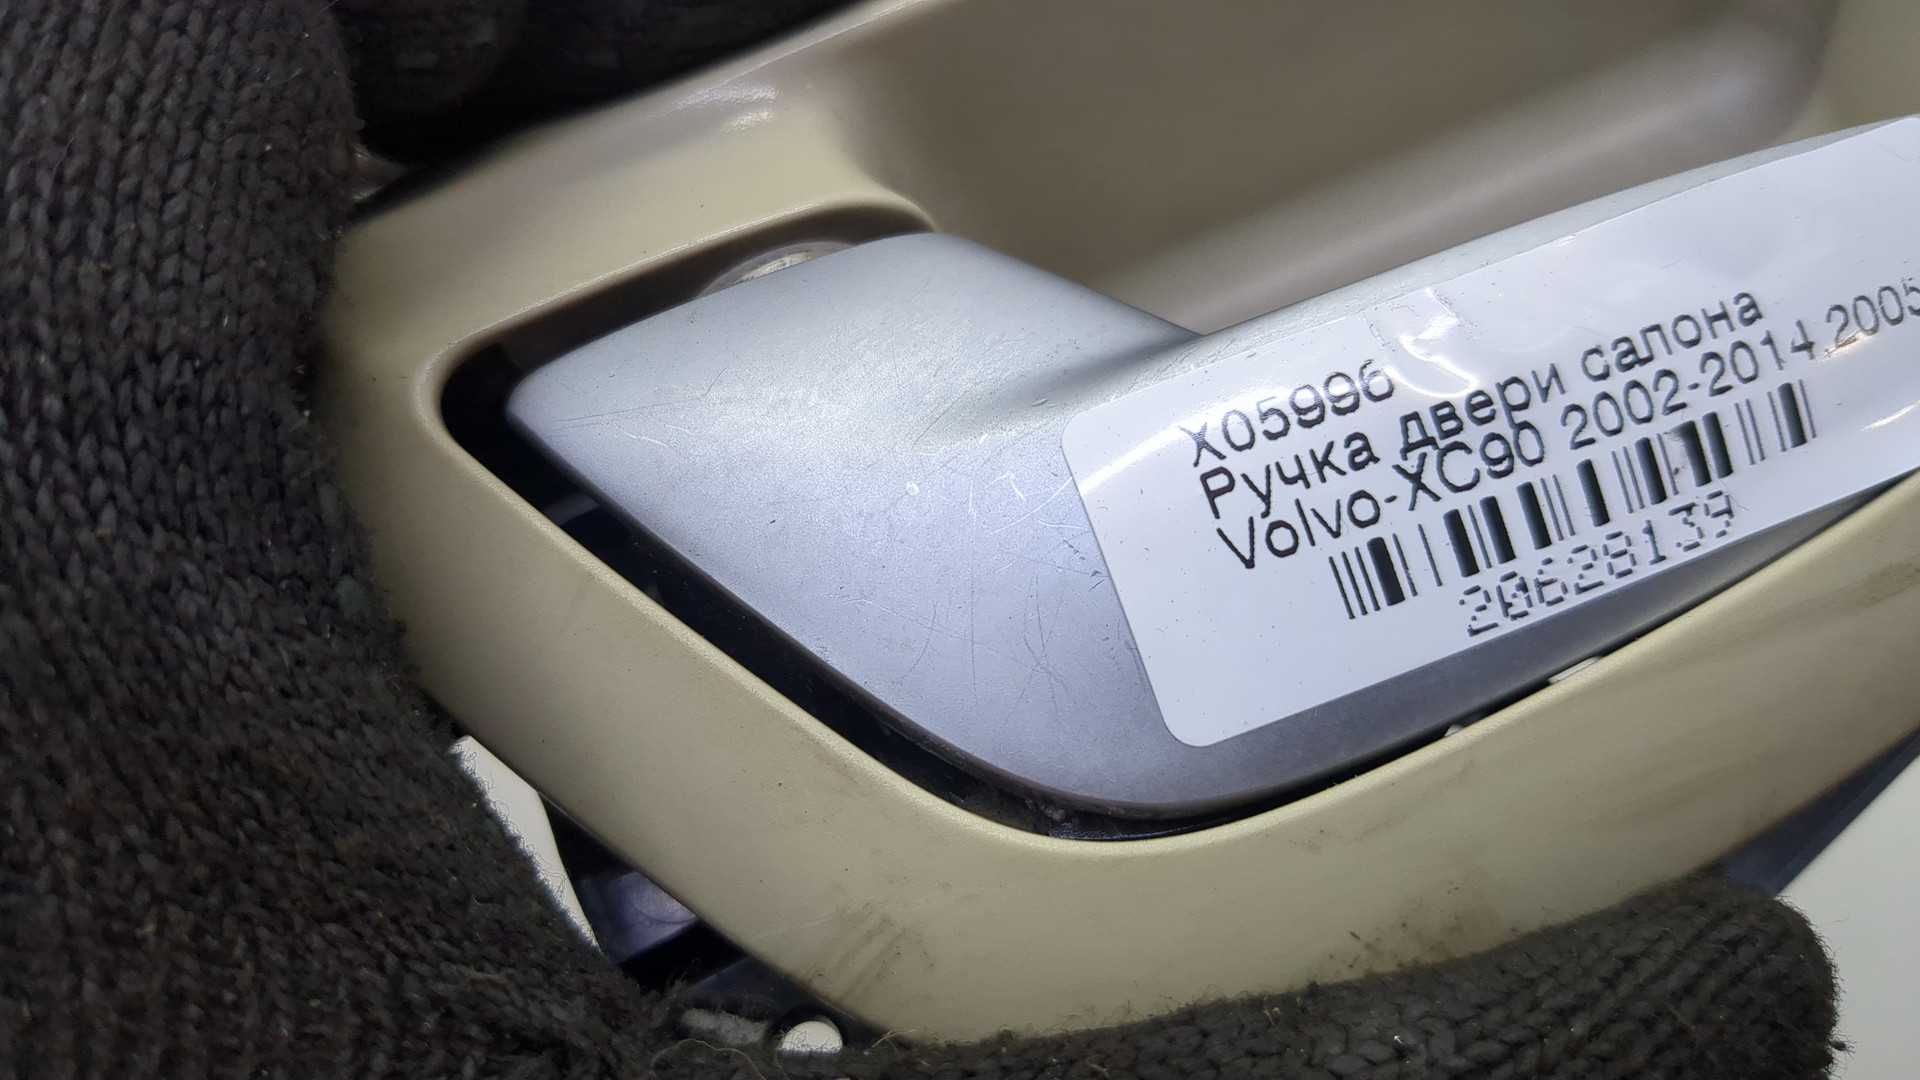 X05996
Ручка двери салона
Volvo-XC90 2002-2014,2005
20628139